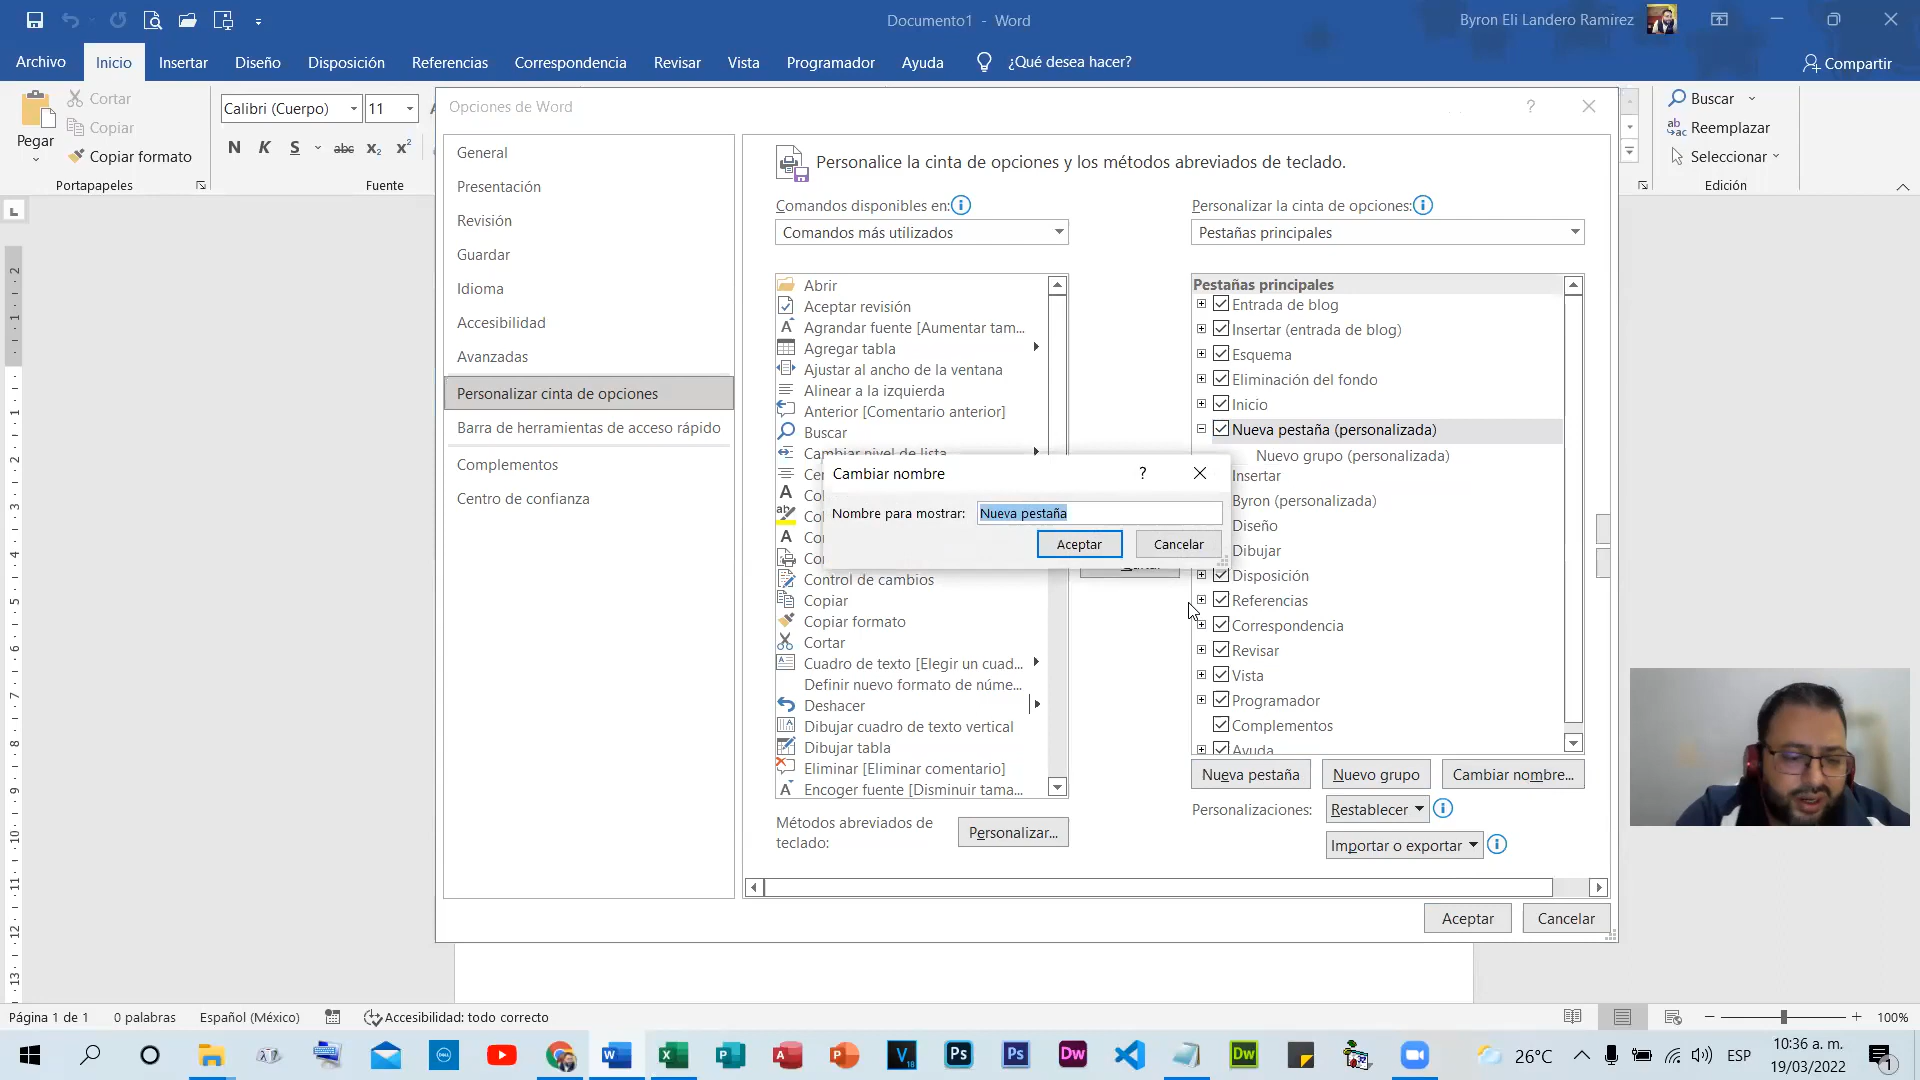 Documento1 - Word
Byron Eli Landero Ramirez
Archivo
Inicio
Insertar
Diseño
Disposición
Referencias
Correspondencia
Revisar
Vista
Programador
Ayuda
¿Qué desea hacer?
Compartir
Pegar
Cortar
Copiar
Copiar formato
Portapapeles
Calibri (Cuerpo)
11
N K S abc x₂ x²
Fuente
Buscar
Reemplazar
Seleccionar
Edición
Opciones de Word
General
Presentación
Revisión
Guardar
Idioma
Accesibilidad
Avanzadas
Personalizar cinta de opciones
Barra de herramientas de acceso rápido
Complementos
Centro de confianza
Personalice la cinta de opciones y los métodos abreviados de teclado.
Comandos disponibles en:
Comandos más utilizados
Abrir
Aceptar revisión
Agrandar fuente [Aumentar tam...
Agregar tabla
Ajustar al ancho de la ventana
Alinear a la izquierda
Anterior [Comentario anterior]
Buscar
Cambiar nivel de lista
Control de cambios
Copiar
Copiar formato
Cortar
Cuadro de texto [Elegir un cuad...
Definir nuevo formato de núme...
Deshacer
Dibujar cuadro de texto vertical
Dibujar tabla
Eliminar [Eliminar comentario]
Encoger fuente [Disminuir tama...
Métodos abreviados de
teclado:
Personalizar...
Cambiar nombre
Nombre para mostrar:
Nueva pestaña
Aceptar
Cancelar
Personalizar la cinta de opciones:
Pestañas principales
Pestañas principales
Entrada de blog
Insertar (entrada de blog)
Esquema
Eliminación del fondo
Inicio
Nueva pestaña (personalizada)
Nuevo grupo (personalizada)
Insertar
Byron (personalizada)
Diseño
Dibujar
Disposición
Referencias
Correspondencia
Revisar
Vista
Programador
Complementos
Ayuda
Nueva pestaña
Nuevo grupo
Cambiar nombre...
Personalizaciones:
Restablecer
Importar o exportar
Aceptar
Cancelar
Página 1 de 1
0 palabras
Español (México)
Accesibilidad: todo correcto
100%
26°C
ESP
10:36 a. m.
19/03/2022